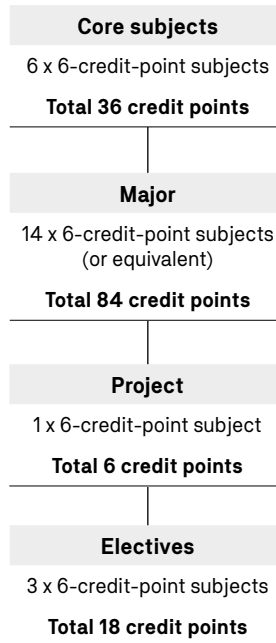 Core subjects
6 x 6-credit-point subjects
Total 36 credit points
Major
14 x 6-credit-point subjects
(or equivalent)
Total 84 credit points
Project
1 x 6-credit-point subject
Total 6 credit points
Electives
3 x 6-credit-point subjects
Total 18 credit points